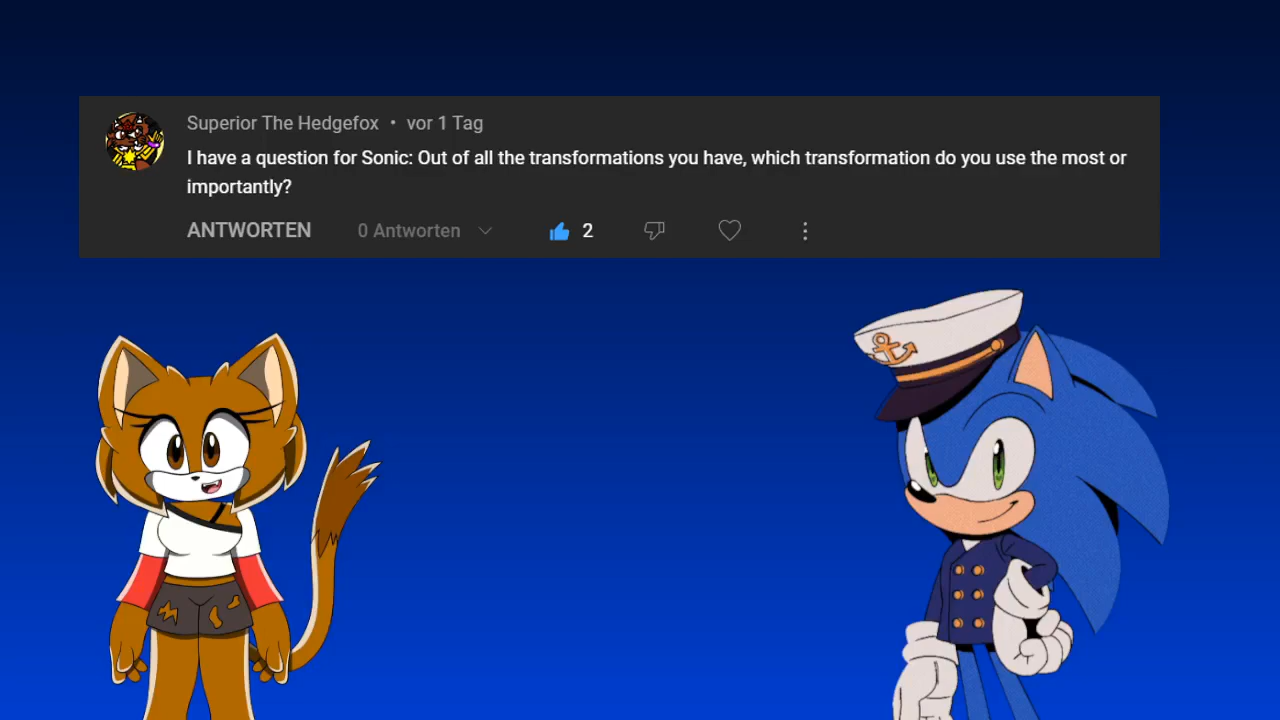 Superior The Hedgefox • vor 1 Tag
I have a question for Sonic: Out of all the transformations you have, which transformation do you use the most or
importantly?
ANTWORTEN 0 Antworten 2